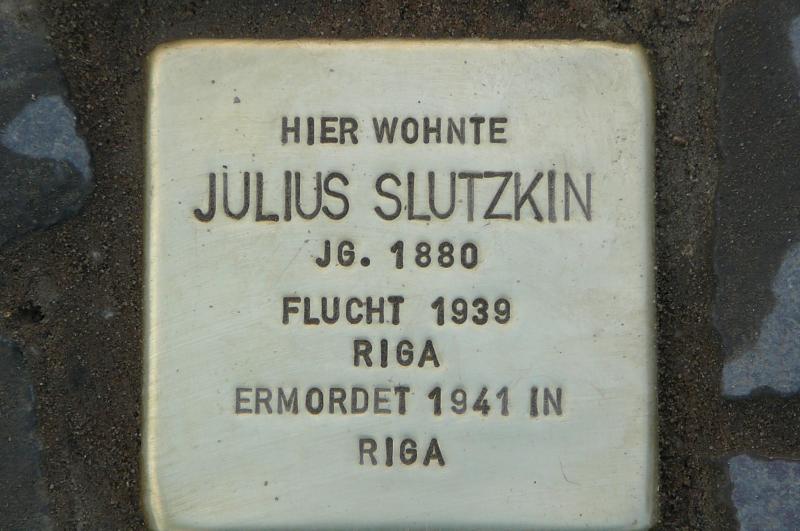 HIER WOHNTE
JULIUS SLUTZKIN
JG. 1880
FLUCHT 1939
RIGA
ERMORDET 1941 IN
RIGA